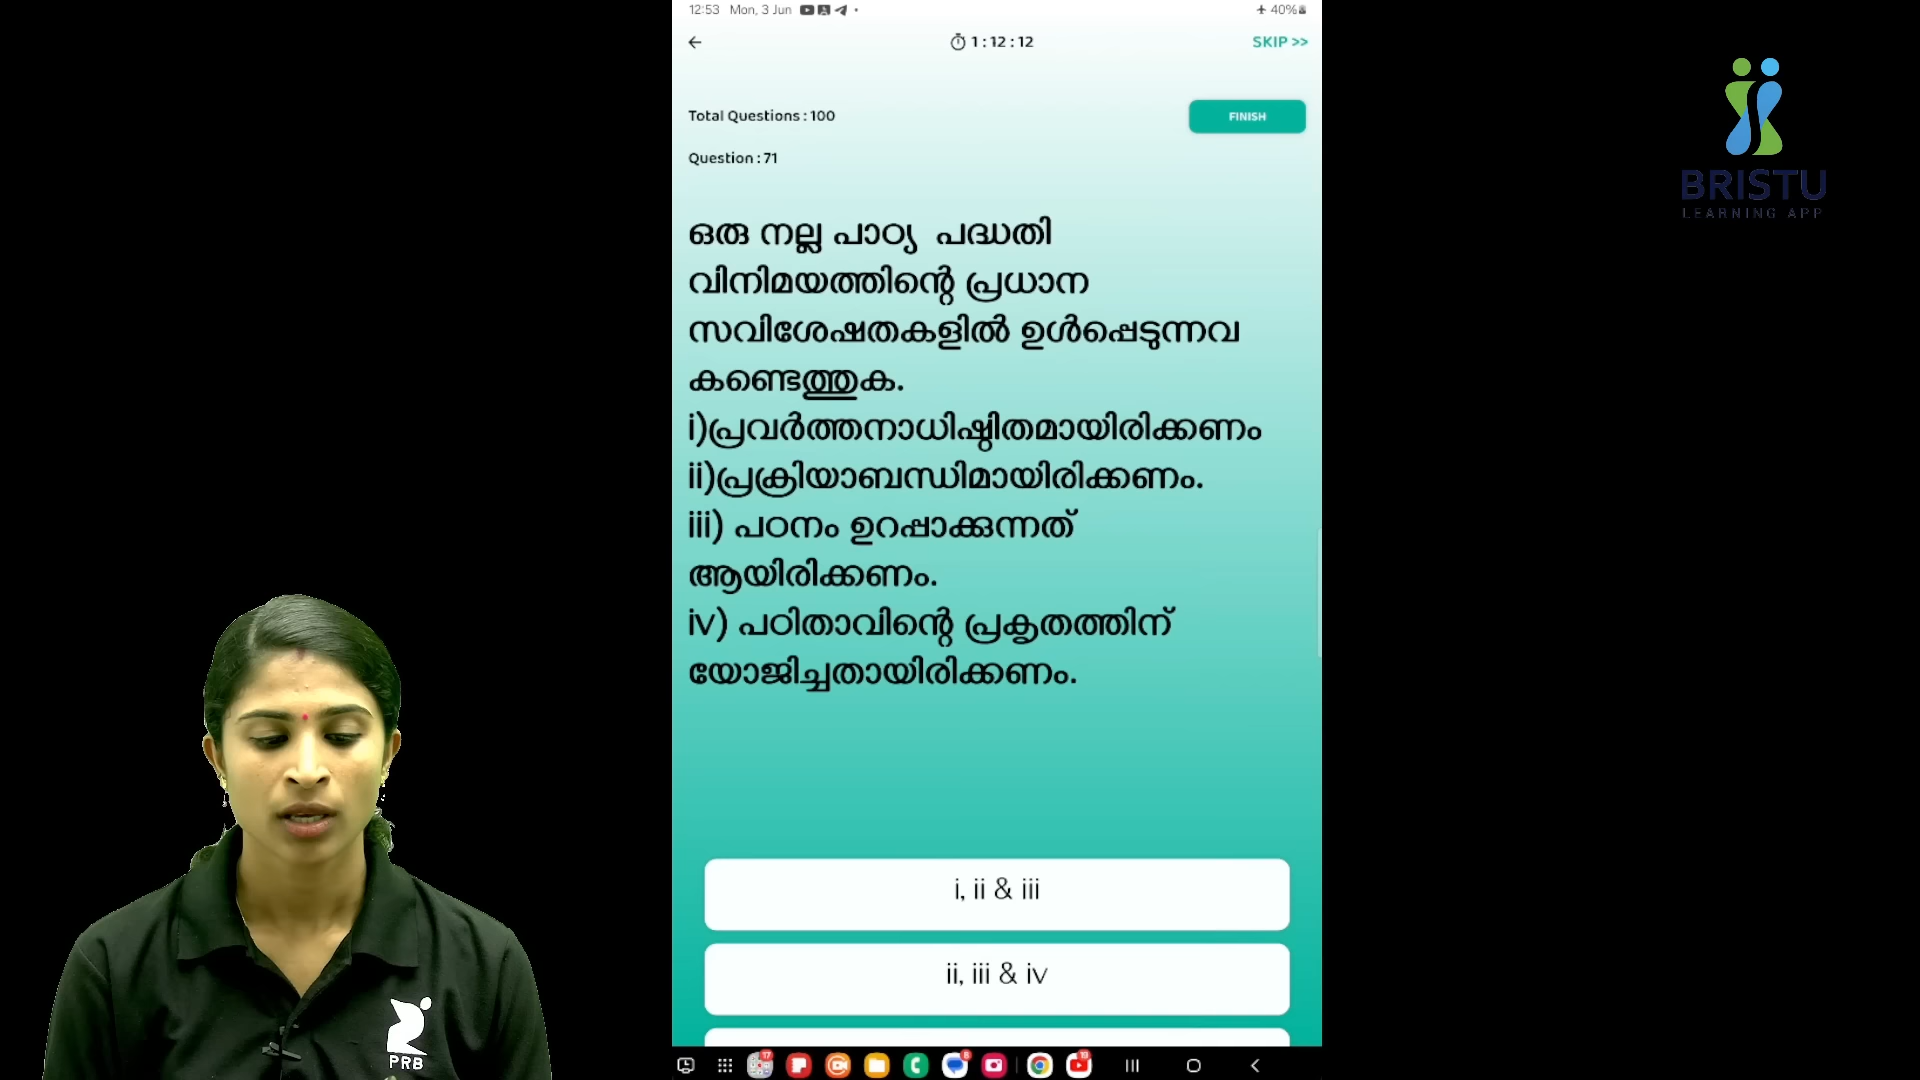 12:53 Mon, 3 Jun
40%
1 : 12 : 12
SKIP >>
Total Questions : 100
FINISH
Question : 71
ഒരു നല്ല പാഠ്യ പദ്ധതി
വിനിമയത്തിന്റെ പ്രധാന
സവിശേഷതകളിൽ ഉൾപ്പെടുന്നവ
കണ്ടെത്തുക.
i)പ്രവർത്തനാധിഷ്ഠിതമായിരിക്കണം
ii)പ്രക്രിയാബന്ധിമായിരിക്കണം.
iii) പഠനം ഉറപ്പാക്കുന്നത്
ആയിരിക്കണം.
iv) പഠിതാവിന്റെ പ്രകൃതത്തിന്
യോജിച്ചതായിരിക്കണം.
i, ii & iii
ii, iii & iv
BRISTU
LEARNING APP
PRB